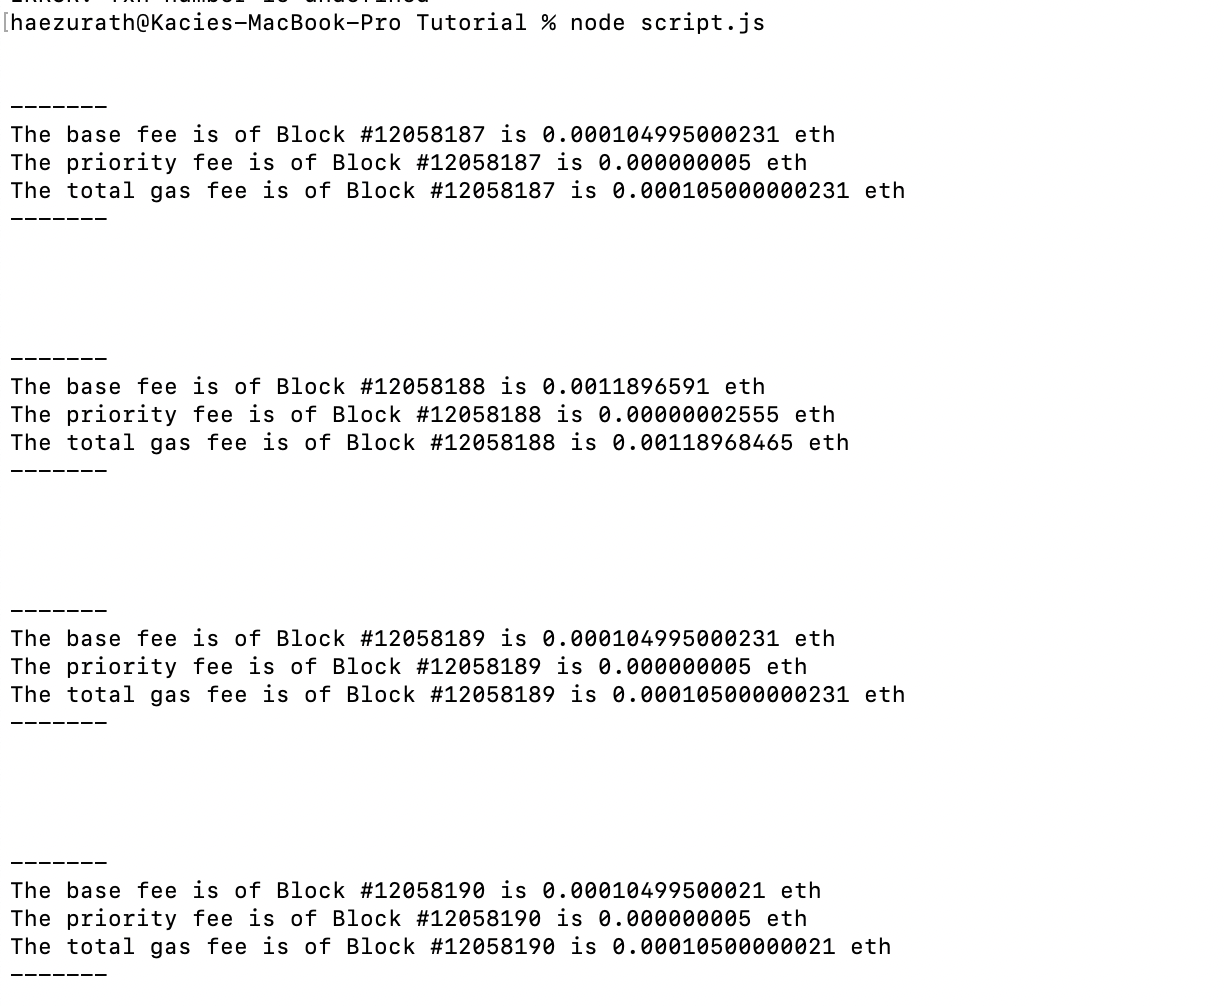 haezurath@Kacies-MacBook-Pro Tutorial % node script.js
-------
The base fee is of Block #12058187 is 0.000104995000231 eth
The priority fee is of Block #12058187 is 0.000000005 eth
The total gas fee is of Block #12058187 is 0.000105000000231 eth
-------
-------
The base fee is of Block #12058188 is 0.0011896591 eth
The priority fee is of Block #12058188 is 0.00000002555 eth
The total gas fee is of Block #12058188 is 0.00118968465 eth
-------
-------
The base fee is of Block #12058189 is 0.000104995000231 eth
The priority fee is of Block #12058189 is 0.000000005 eth
The total gas fee is of Block #12058189 is 0.000105000000231 eth
-------
-------
The base fee is of Block #12058190 is 0.00010499500021 eth
The priority fee is of Block #12058190 is 0.000000005 eth
The total gas fee is of Block #12058190 is 0.00010500000021 eth
-------